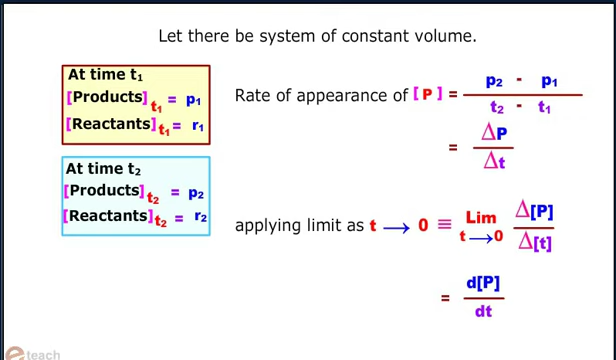 Let there be system of constant volume.
At time t1
[Products]t1 = p1
[Reactants]t1 = r1
At time t2
[Products]t2 = p2
[Reactants]t2 = r2
Rate of appearance of [P] = p2 - p1
t2 - t1
= ΔP
Δt
applying limit as t → 0 ≡ Lim t→0 Δ[P]
Δ[t]
= d[P]
dt
e teach